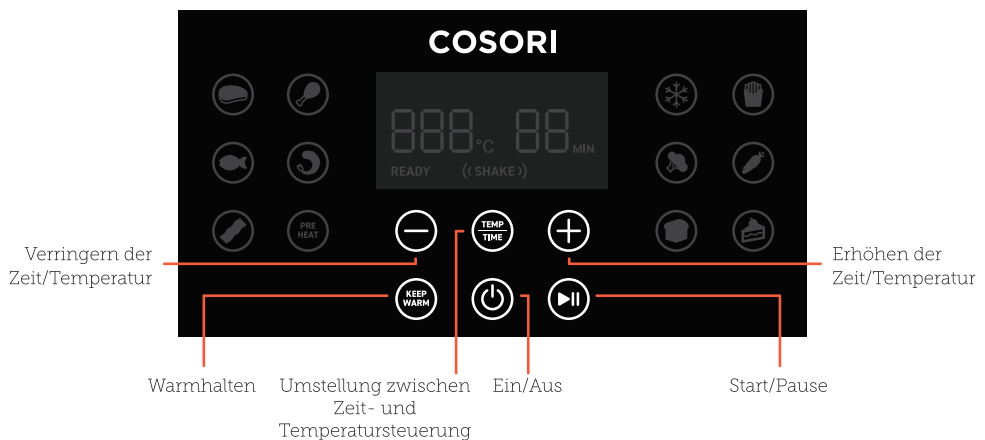 COSORI
888 °C 88 MIN
READY ((SHAKE))
PRE
HEAT
TEMP
TIME
KEEP
WARM
Verringern der
Zeit/Temperatur
Erhöhen der
Zeit/Temperatur
Warmhalten
Umstellung zwischen
Zeit- und
Temperatursteuerung
Ein/Aus
Start/Pause